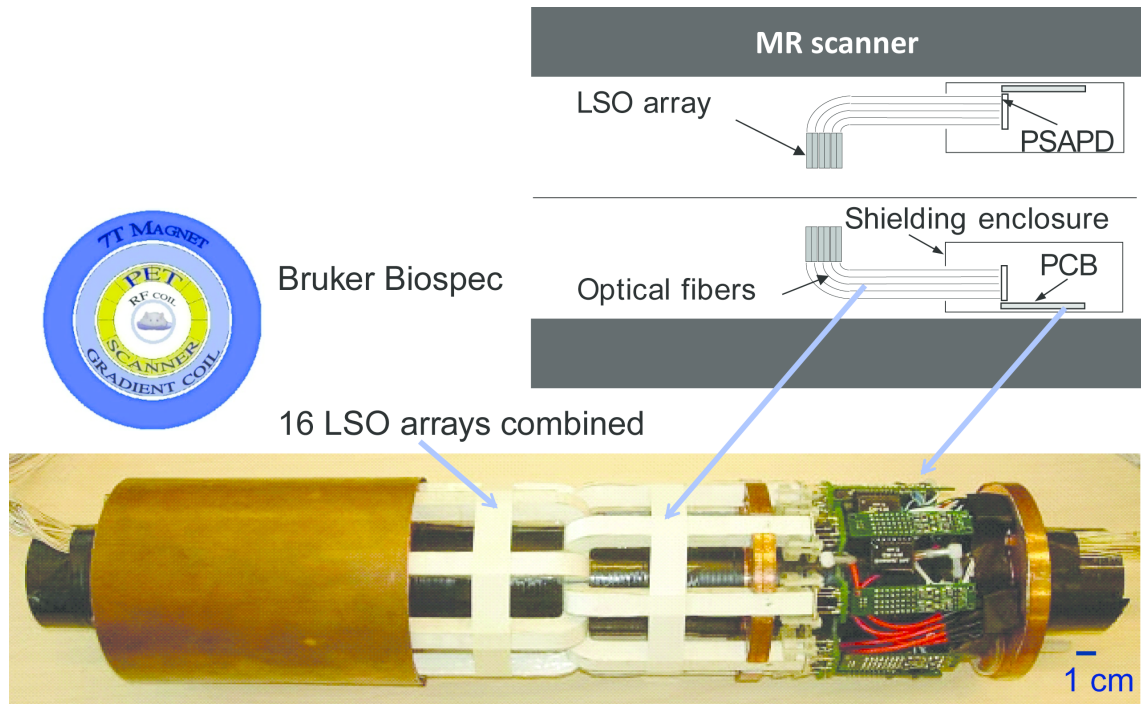 MR scanner
LSO array
PSAPD
Shielding enclosure
PCB
Optical fibers
7T MAGNET
PET
RF COIL
SCANNER
GRADIENT COIL
Bruker Biospec
16 LSO arrays combined
1 cm